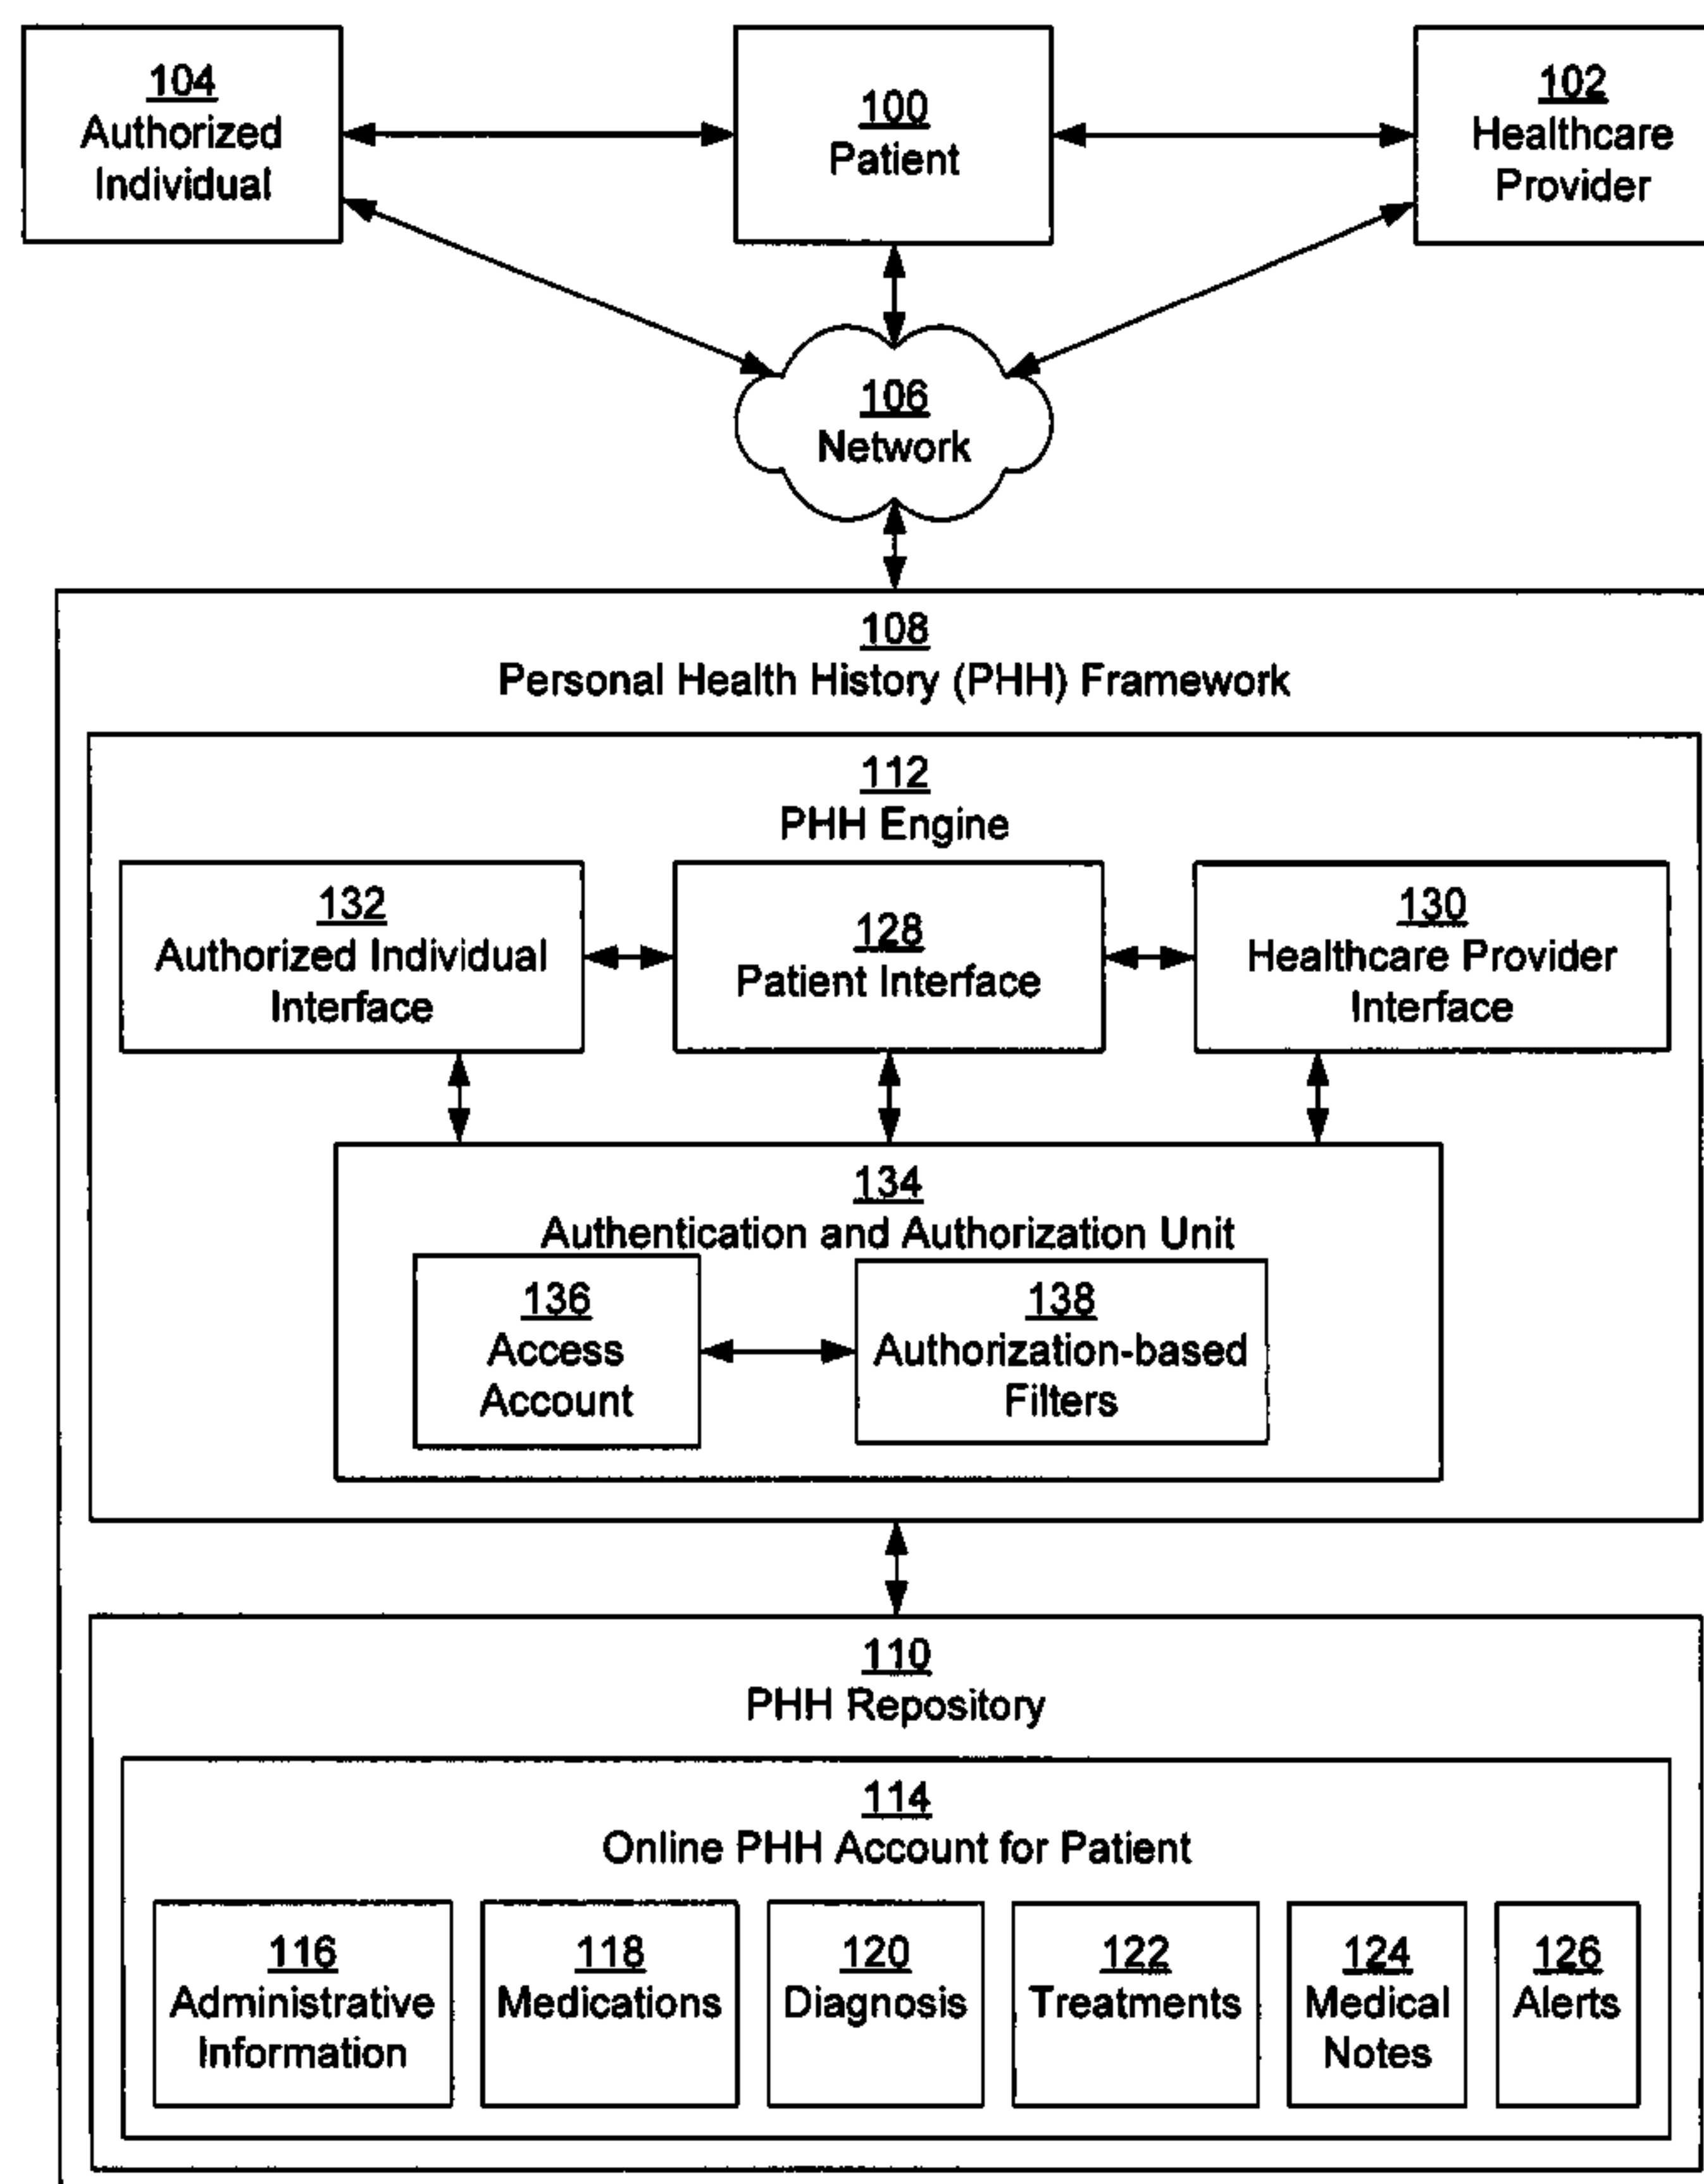 104
Authorized
Individual
100
Patient
102
Healthcare
Provider
106
Network
108
Personal Health History (PHH) Framework
112
PHH Engine
132
Authorized Individual
Interface
128
Patient Interface
130
Healthcare Provider
Interface
134
Authentication and Authorization Unit
136
Access
Account
138
Authorization-based
Filters
110
PHH Repository
114
Online PHH Account for Patient
116
Administrative
Information
118
Medications
120
Diagnosis
122
Treatments
124
Medical
Notes
126
Alerts